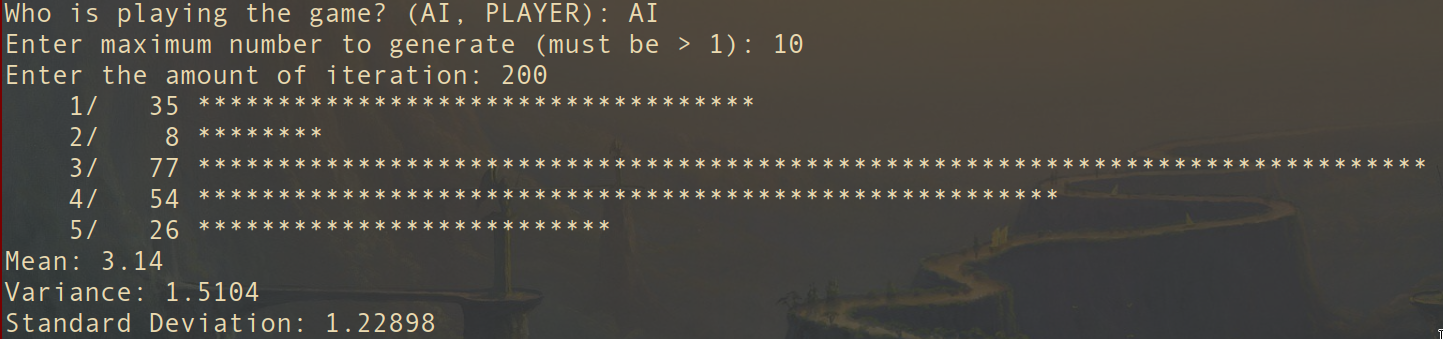 Who is playing the game? (AI, PLAYER): AI
Enter maximum number to generate (must be > 1): 10
Enter the amount of iteration: 200
    1/   35 ***********************************
    2/    8 ********
    3/   77 *****************************************************************************
    4/   54 ******************************************************
    5/   26 **************************
Mean: 3.14
Variance: 1.5104
Standard Deviation: 1.22898